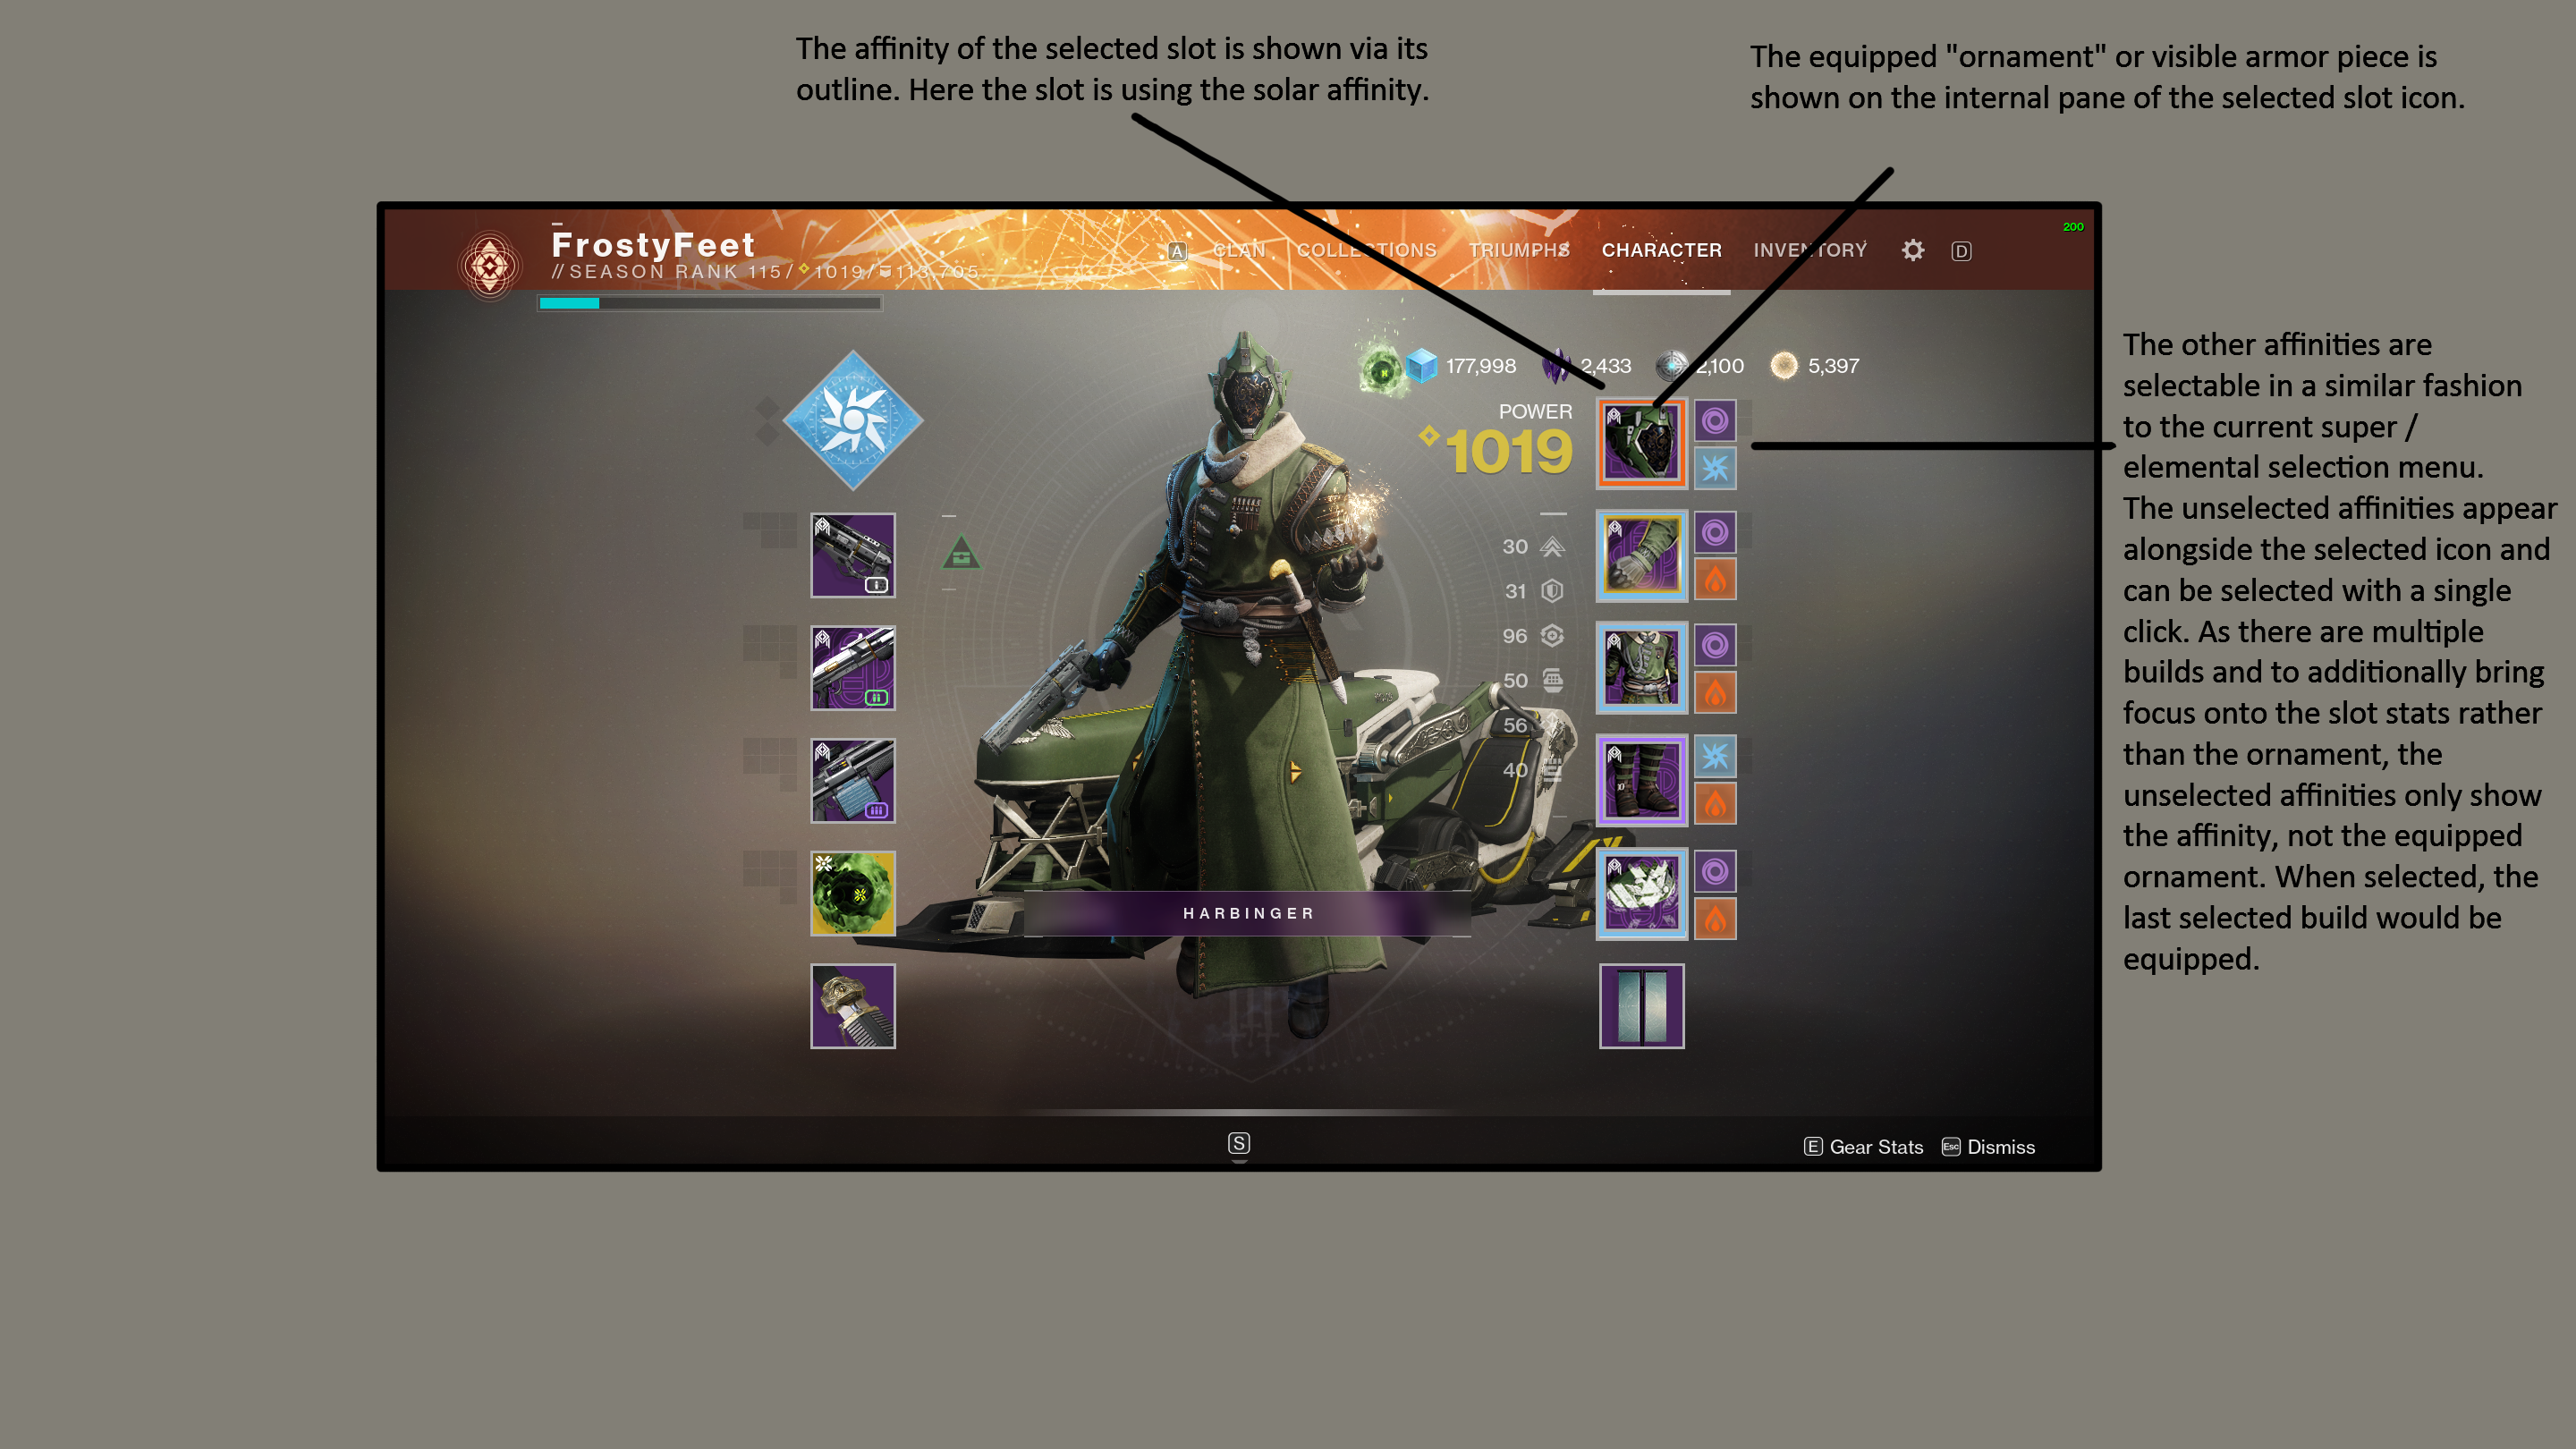 The affinity of the selected slot is shown via its
outline. Here the slot is using the solar affinity.
The equipped "ornament" or visible armor piece is
shown on the internal pane of the selected slot icon.
200
FrostyFeet
// SEASON RANK 115 / 1019 / 113,705
A CLAN COLLECTIONS TRIUMPHS CHARACTER INVENTORY D
177,998 2,433 2,100 5,397
POWER
1019
30
31
96
50
56
40
HARBINGER
S
E Gear Stats Esc Dismiss
The other affinities are
selectable in a similar fashion
to the current super /
elemental selection menu.
The unselected affinities appear
alongside the selected icon and
can be selected with a single
click. As there are multiple
builds and to additionally bring
focus onto the slot stats rather
than the ornament, the
unselected affinities only show
the affinity, not the equipped
ornament. When selected, the
last selected build would be
equipped.